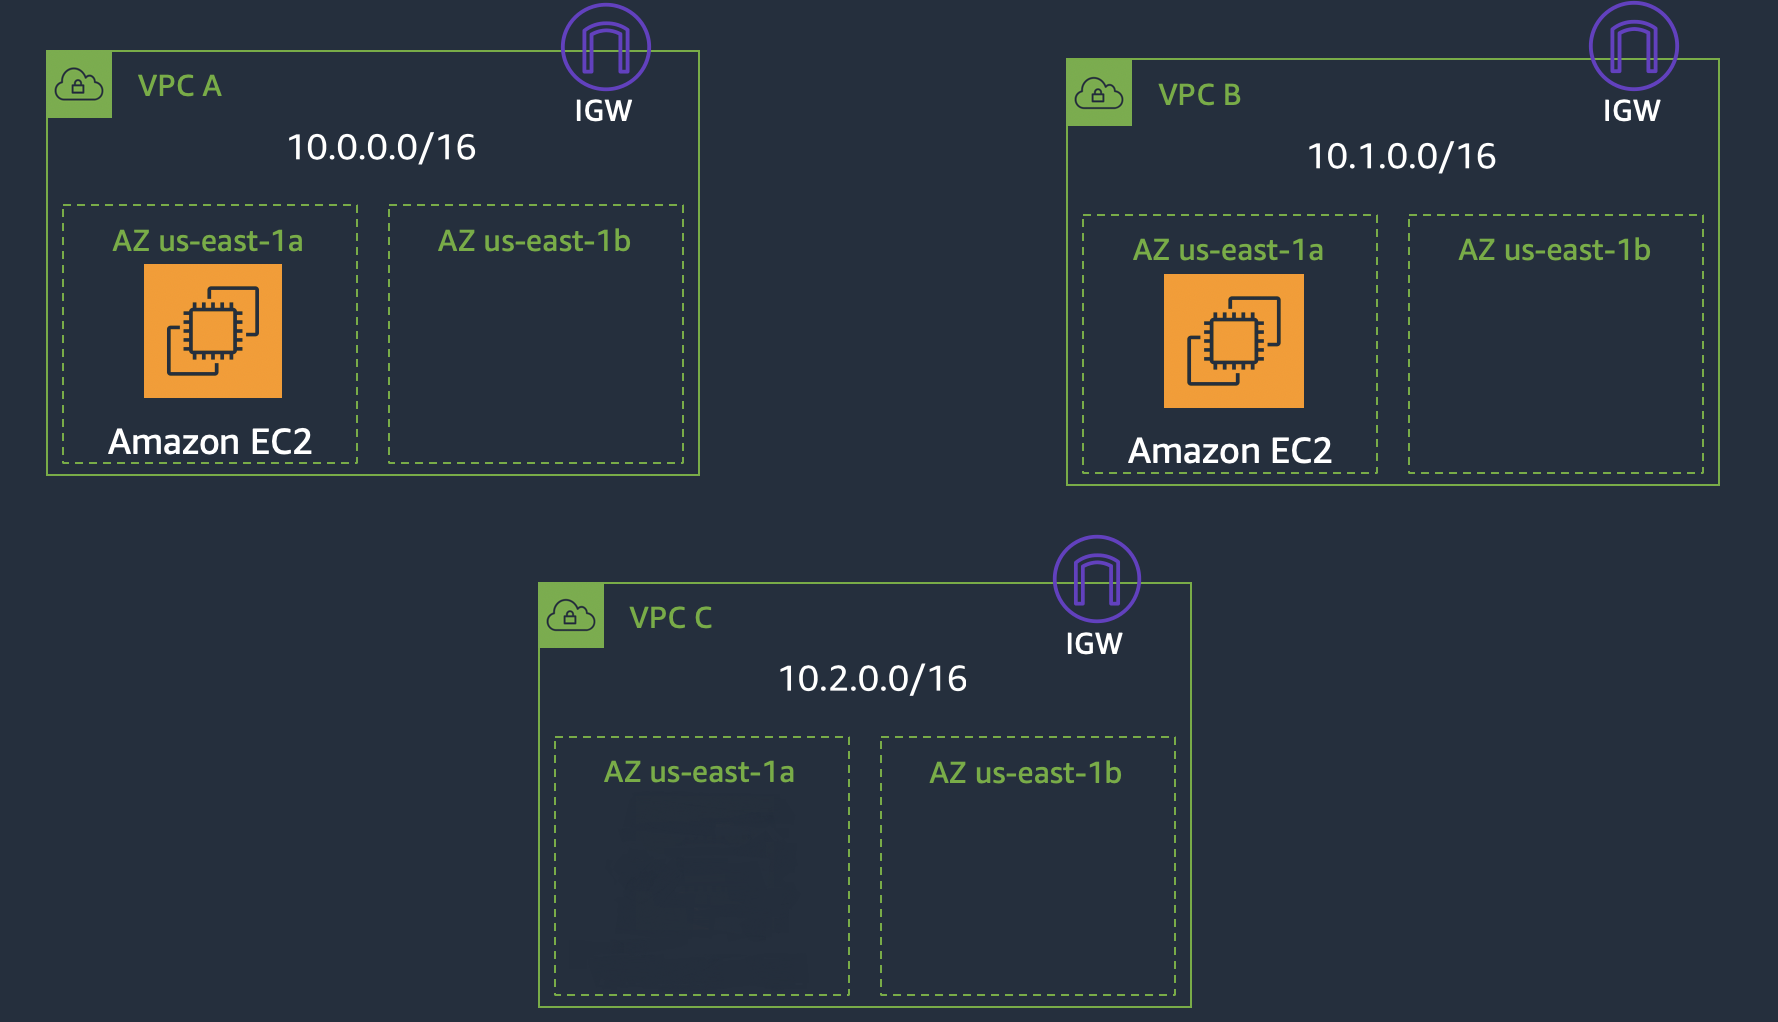 VPC A
IGW
10.0.0.0/16
AZ us-east-1a
AZ us-east-1b
Amazon EC2
VPC B
IGW
10.1.0.0/16
AZ us-east-1a
AZ us-east-1b
Amazon EC2
VPC C
IGW
10.2.0.0/16
AZ us-east-1a
AZ us-east-1b